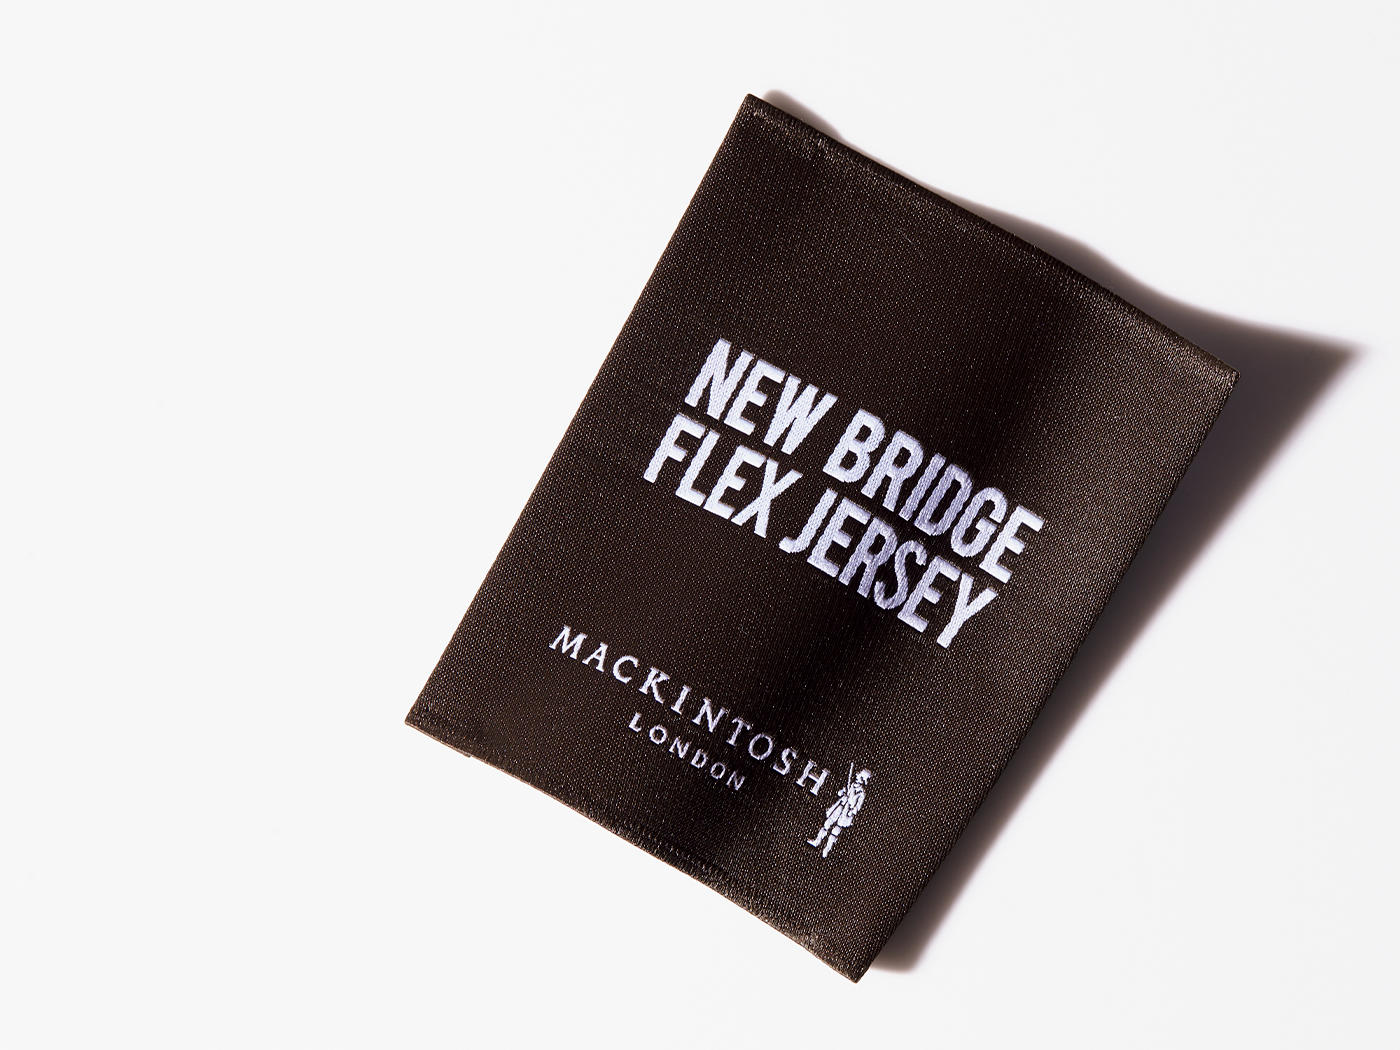 NEW BRIDGE
FLEX JERSEY
MACKINTOSH
LONDON